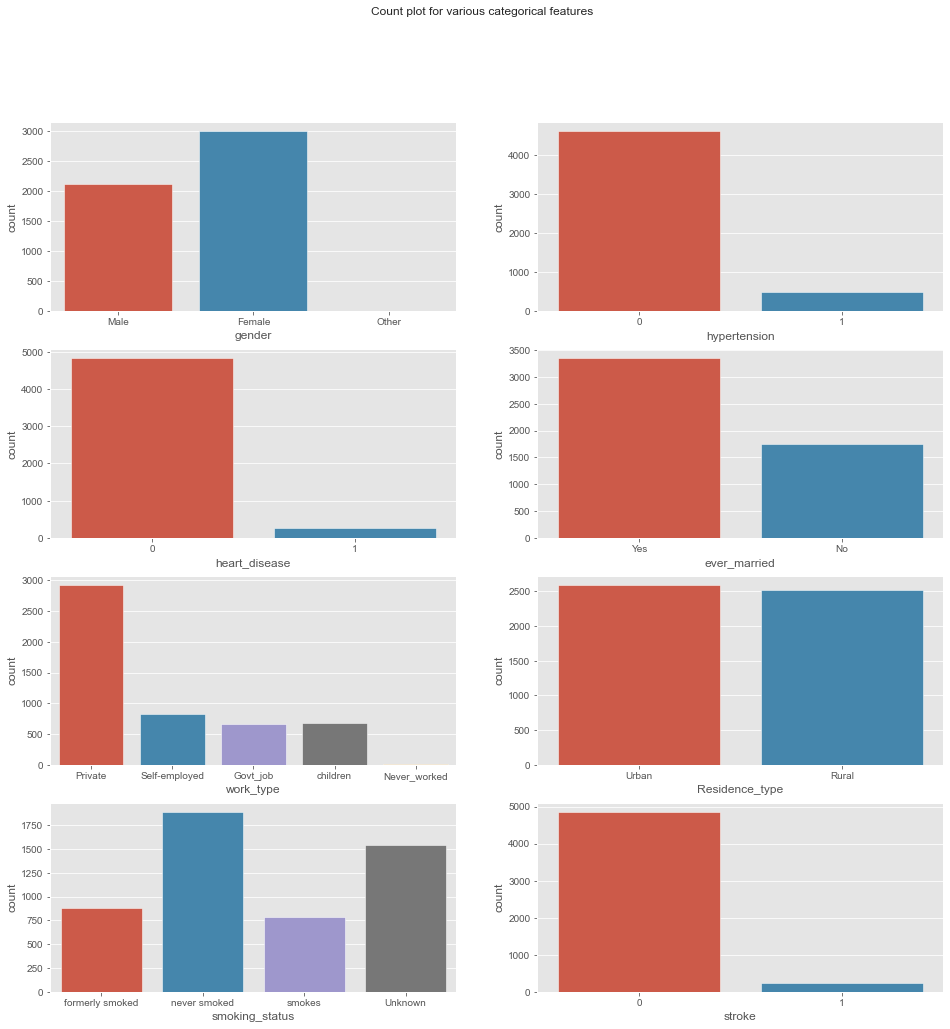 Count plot for various categorical features
3000
2500
2000
1500
1000
500
0
count
Male Female Other
gender
4000
3000
2000
1000
0
count
0 1
hypertension
5000
4000
3000
2000
1000
0
count
0 1
heart_disease
3500
3000
2500
2000
1500
1000
500
0
count
Yes No
ever_married
3000
2500
2000
1500
1000
500
0
count
Private Self-employed Govt_job children Never_worked
work_type
2500
2000
1500
1000
500
0
count
Urban Rural
Residence_type
1750
1500
1250
1000
750
500
250
0
count
formerly smoked never smoked smokes Unknown
smoking_status
5000
4000
3000
2000
1000
0
count
0 1
stroke